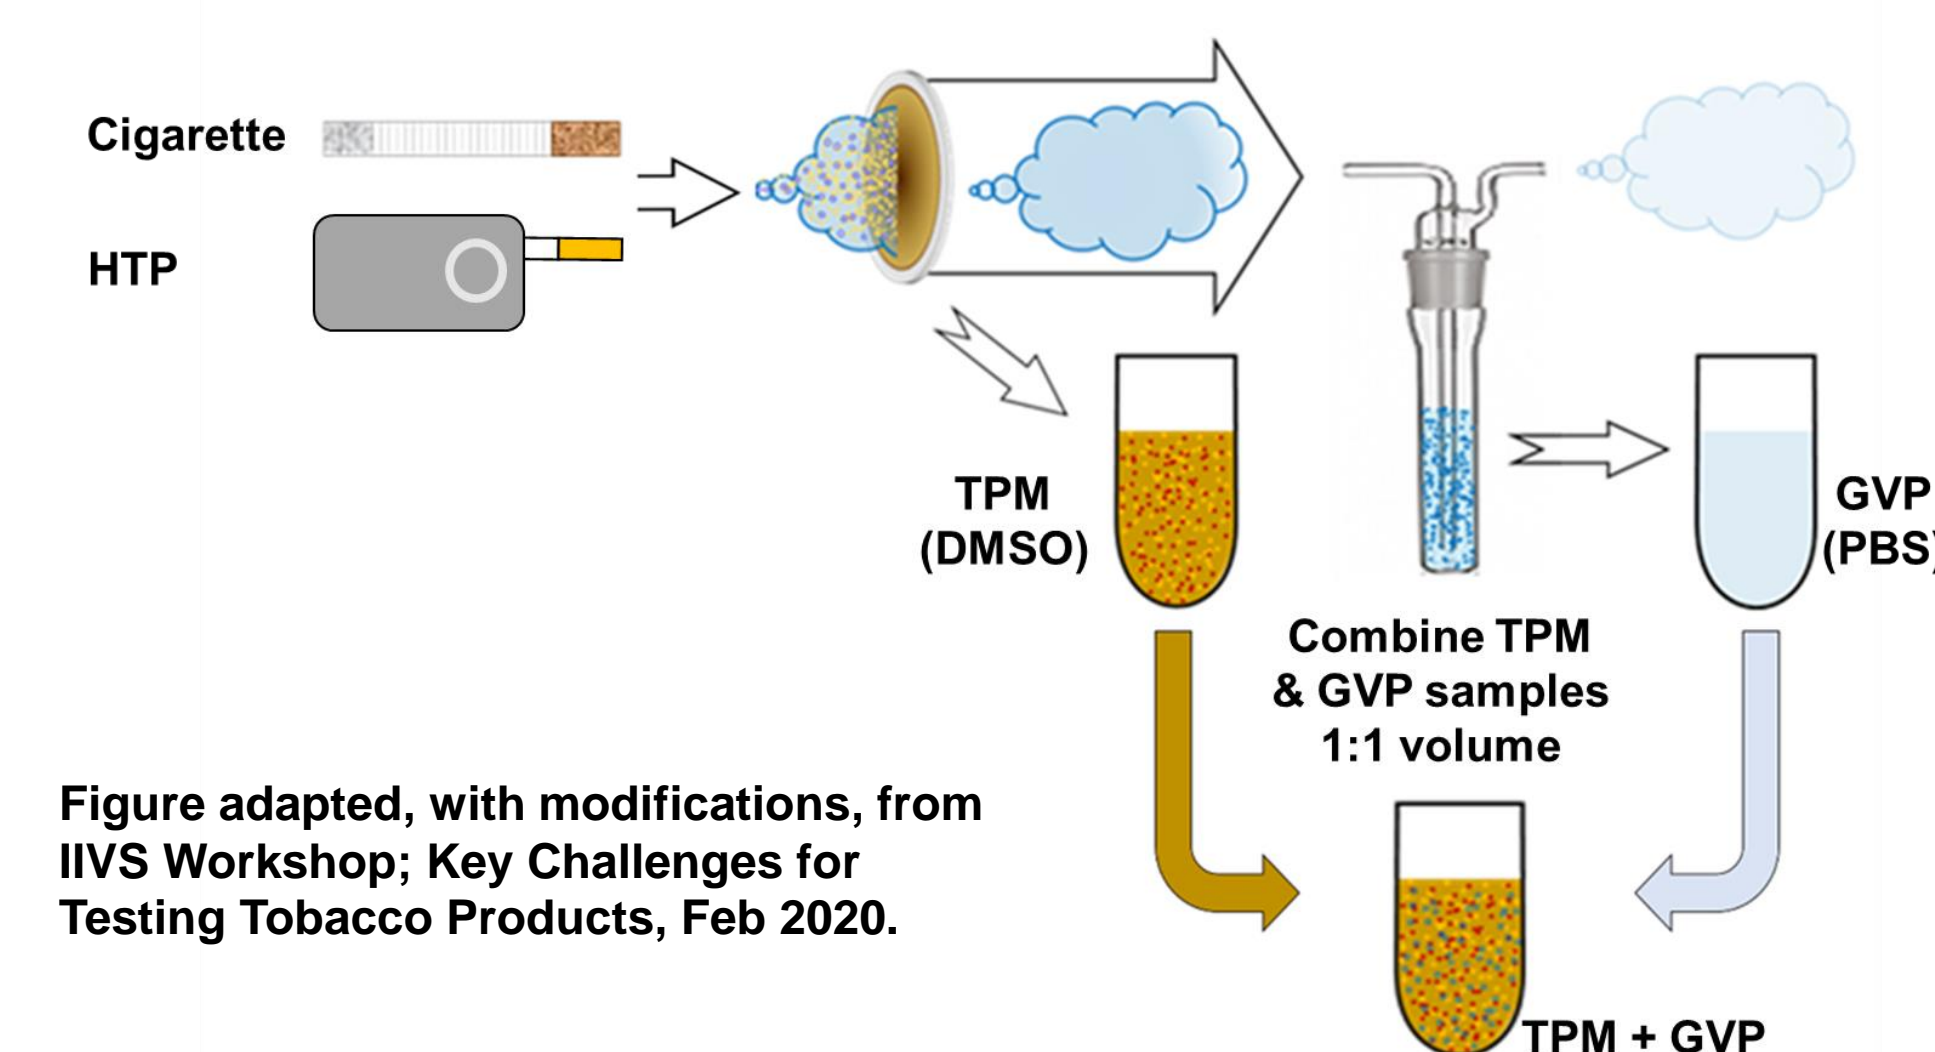 Cigarette
HTP
TPM
(DMSO)
GVP
(PBS)
Combine TPM
& GVP samples
1:1 volume
Figure adapted, with modifications, from
IIVS Workshop; Key Challenges for
Testing Tobacco Products, Feb 2020.
TPM + GVP